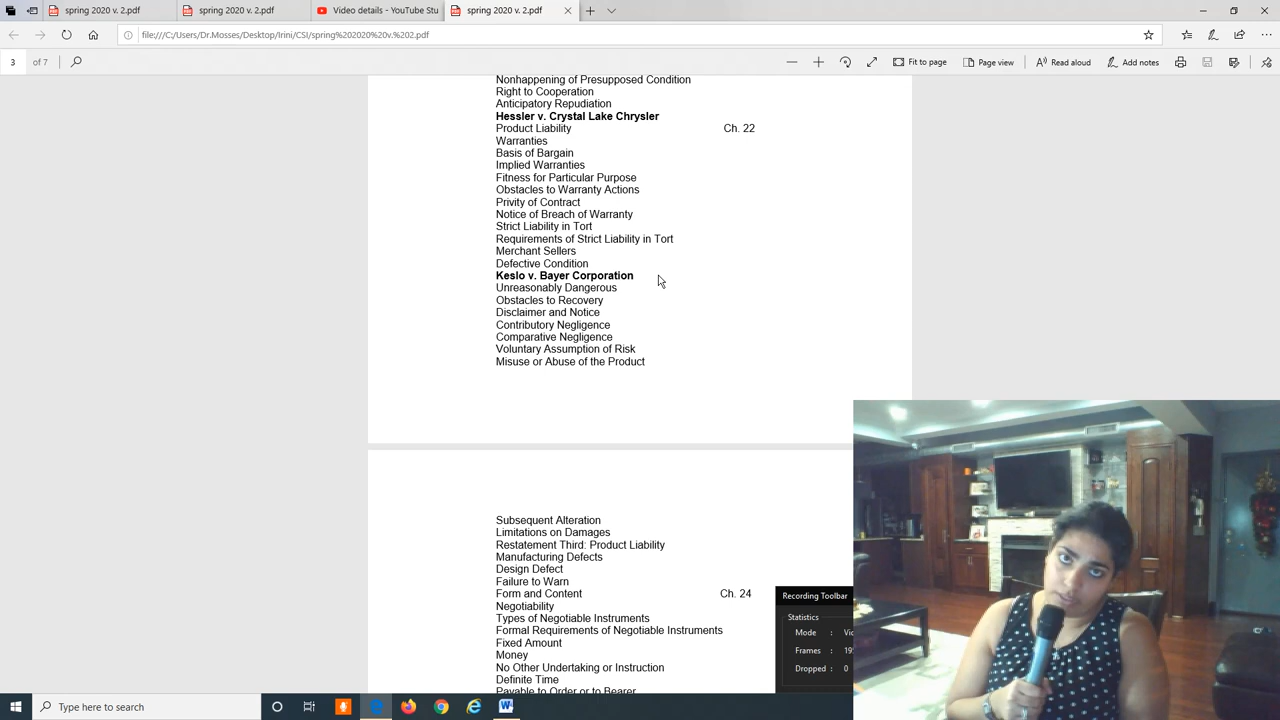 spring 2020 v. 2.pdf
spring 2020 v. 2.pdf
Video details - YouTube Stu
spring 2020 v. 2.pdf
file:///C:/Users/Dr.Mosses/Desktop/Irini/CSI/spring%202020%20v.%202.pdf
3 of 7
Fit to page
Page view
Read aloud
Add notes
Nonhappening of Presupposed Condition
Right to Cooperation
Anticipatory Repudiation
Hessler v. Crystal Lake Chrysler
Product Liability Ch. 22
Warranties
Basis of Bargain
Implied Warranties
Fitness for Particular Purpose
Obstacles to Warranty Actions
Privity of Contract
Notice of Breach of Warranty
Strict Liability in Tort
Requirements of Strict Liability in Tort
Merchant Sellers
Defective Condition
Keslo v. Bayer Corporation
Unreasonably Dangerous
Obstacles to Recovery
Disclaimer and Notice
Contributory Negligence
Comparative Negligence
Voluntary Assumption of Risk
Misuse or Abuse of the Product
Subsequent Alteration
Limitations on Damages
Restatement Third: Product Liability
Manufacturing Defects
Design Defect
Failure to Warn
Form and Content Ch. 24
Negotiability
Types of Negotiable Instruments
Formal Requirements of Negotiable Instruments
Fixed Amount
Money
No Other Undertaking or Instruction
Definite Time
Payable to Order or to Bearer
Recording Toolbar
Statistics
Mode : Vi
Frames : 19
Dropped : 0
Type here to search